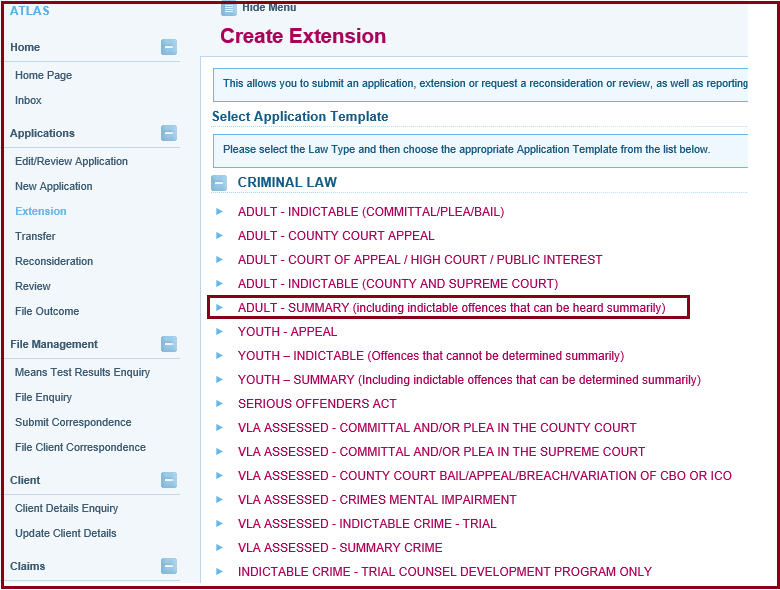 ATLAS
Home
Home Page
Inbox
Applications
Edit/Review Application
New Application
Extension
Transfer
Reconsideration
Review
File Outcome
File Management
Means Test Results Enquiry
File Enquiry
Submit Correspondence
File Client Correspondence
Client
Client Details Enquiry
Update Client Details
Claims
Hide Menu
Create Extension
This allows you to submit an application, extension or request a reconsideration or review, as well as reporting
Select Application Template
Please select the Law Type and then choose the appropriate Application Template from the list below.
CRIMINAL LAW
ADULT - INDICTABLE (COMMITTAL/PLEA/BAIL)
ADULT - COUNTY COURT APPEAL
ADULT - COURT OF APPEAL / HIGH COURT / PUBLIC INTEREST
ADULT - INDICTABLE (COUNTY AND SUPREME COURT)
ADULT - SUMMARY (including indictable offences that can be heard summarily)
YOUTH - APPEAL
YOUTH – INDICTABLE (Offences that cannot be determined summarily)
YOUTH – SUMMARY (Including indictable offences that can be determined summarily)
SERIOUS OFFENDERS ACT
VLA ASSESSED - COMMITTAL AND/OR PLEA IN THE COUNTY COURT
VLA ASSESSED - COMMITTAL AND/OR PLEA IN THE SUPREME COURT
VLA ASSESSED - COUNTY COURT BAIL/APPEAL/BREACH/VARIATION OF CBO OR ICO
VLA ASSESSED - CRIMES MENTAL IMPAIRMENT
VLA ASSESSED - INDICTABLE CRIME - TRIAL
VLA ASSESSED - SUMMARY CRIME
INDICTABLE CRIME - TRIAL COUNSEL DEVELOPMENT PROGRAM ONLY